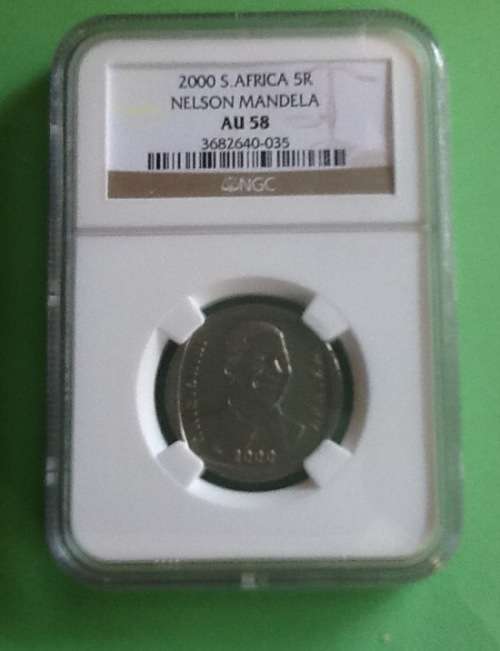 2000 S.AFRICA 5R
NELSON MANDELA
AU 58
3682640-035
NGC
2000